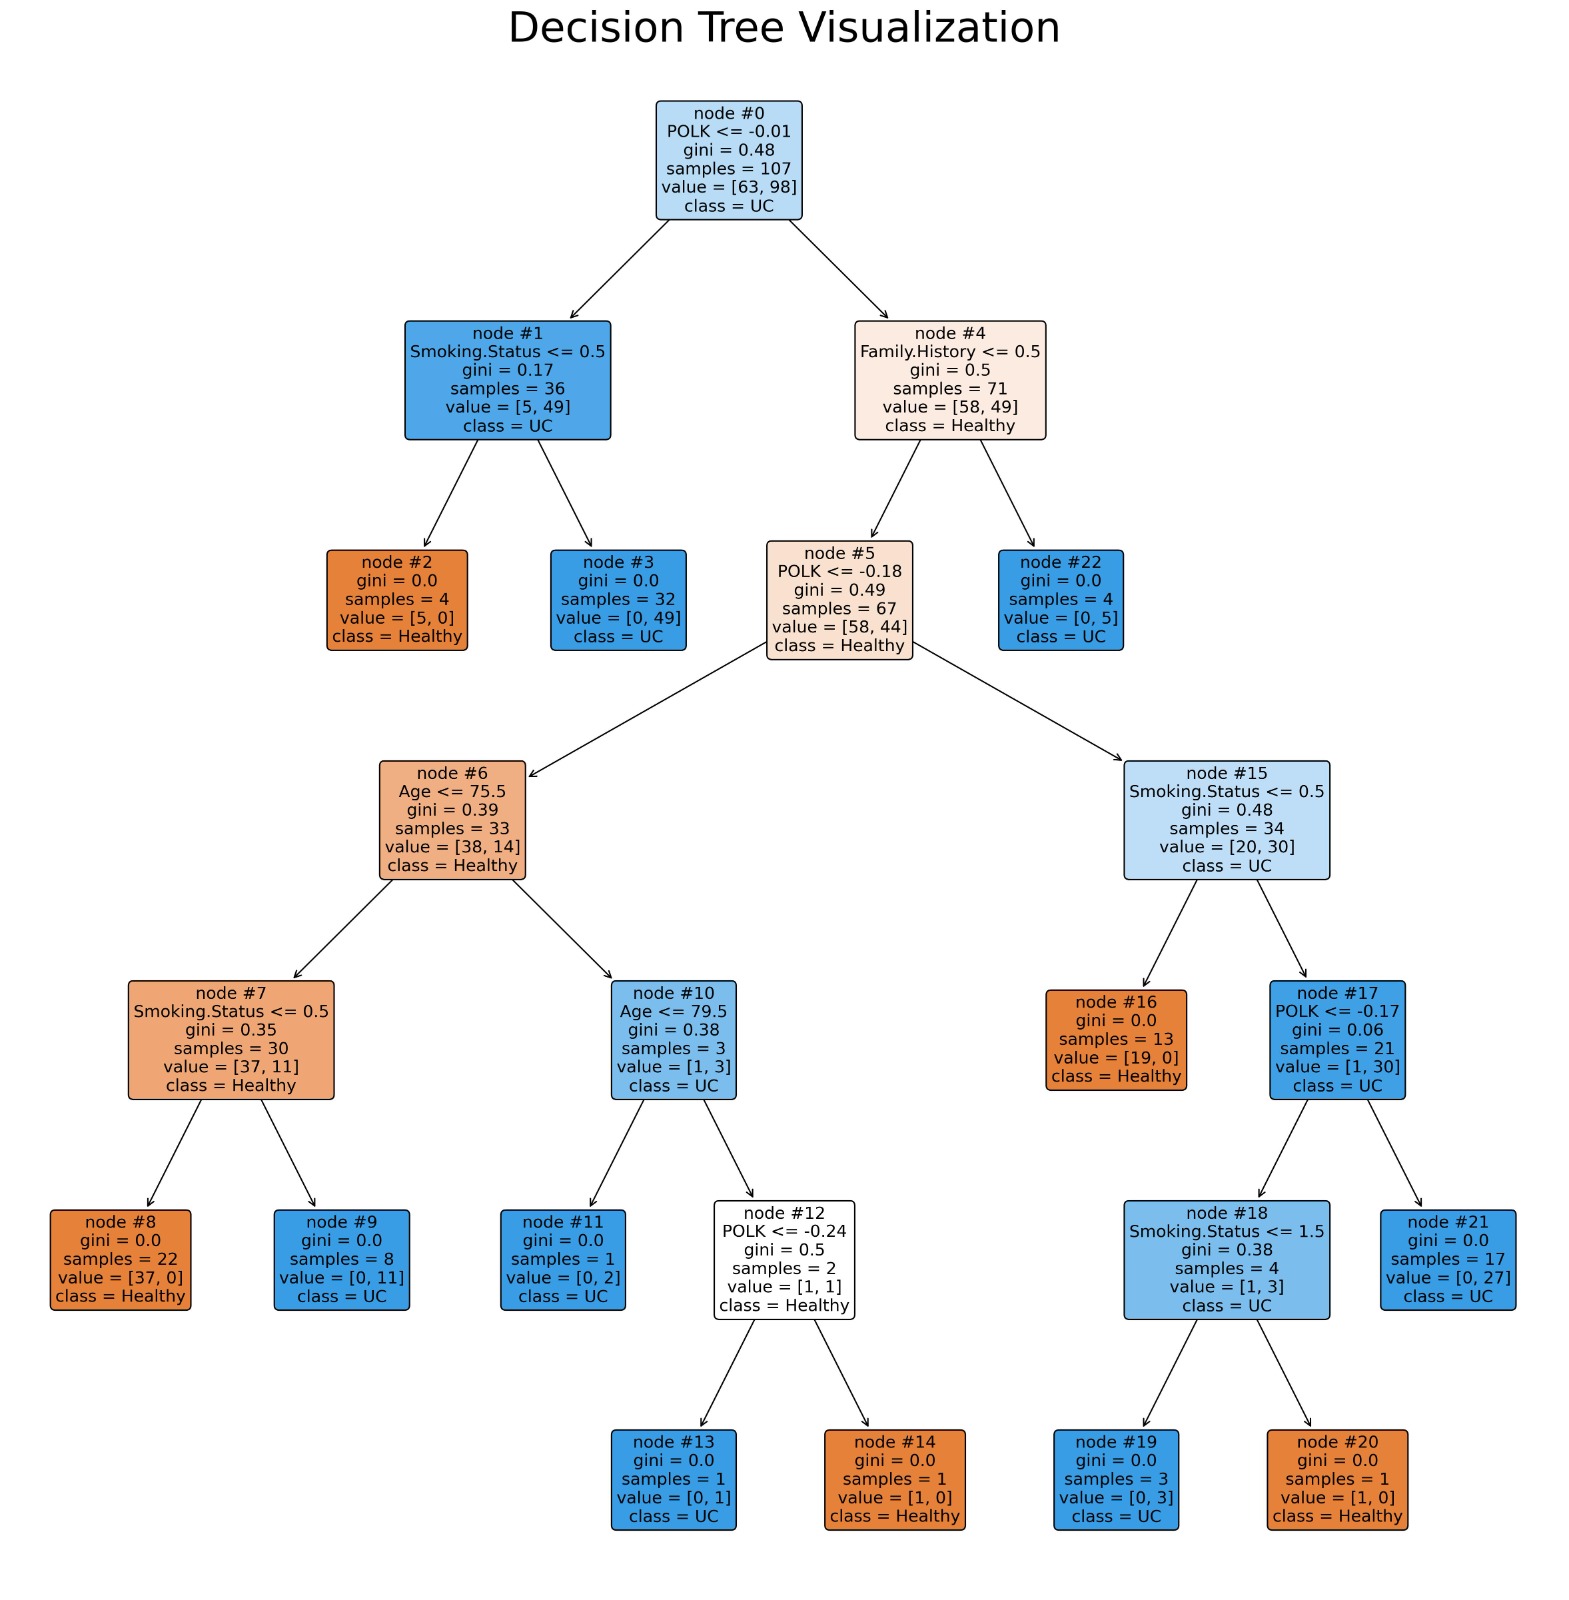 Decision Tree Visualization
node #0
POLK <= -0.01
gini = 0.48
samples = 107
value = [63, 98]
class = UC
node #1
Smoking.Status <= 0.5
gini = 0.17
samples = 36
value = [5, 49]
class = UC
node #4
Family.History <= 0.5
gini = 0.5
samples = 71
value = [58, 49]
class = Healthy
node #2
gini = 0.0
samples = 4
value = [5, 0]
class = Healthy
node #3
gini = 0.0
samples = 32
value = [0, 49]
class = UC
node #5
POLK <= -0.18
gini = 0.49
samples = 67
value = [58, 44]
class = Healthy
node #22
gini = 0.0
samples = 4
value = [0, 5]
class = UC
node #6
Age <= 75.5
gini = 0.39
samples = 33
value = [38, 14]
class = Healthy
node #15
Smoking.Status <= 0.5
gini = 0.48
samples = 34
value = [20, 30]
class = UC
node #7
Smoking.Status <= 0.5
gini = 0.35
samples = 30
value = [37, 11]
class = Healthy
node #10
Age <= 79.5
gini = 0.38
samples = 3
value = [1, 3]
class = UC
node #16
gini = 0.0
samples = 13
value = [19, 0]
class = Healthy
node #17
POLK <= -0.17
gini = 0.06
samples = 21
value = [1, 30]
class = UC
node #8
gini = 0.0
samples = 22
value = [37, 0]
class = Healthy
node #9
gini = 0.0
samples = 8
value = [0, 11]
class = UC
node #11
gini = 0.0
samples = 1
value = [0, 2]
class = UC
node #12
POLK <= -0.24
gini = 0.5
samples = 2
value = [1, 1]
class = Healthy
node #18
Smoking.Status <= 1.5
gini = 0.38
samples = 4
value = [1, 3]
class = UC
node #21
gini = 0.0
samples = 17
value = [0, 27]
class = UC
node #13
gini = 0.0
samples = 1
value = [0, 1]
class = UC
node #14
gini = 0.0
samples = 1
value = [1, 0]
class = Healthy
node #19
gini = 0.0
samples = 3
value = [0, 3]
class = UC
node #20
gini = 0.0
samples = 1
value = [1, 0]
class = Healthy